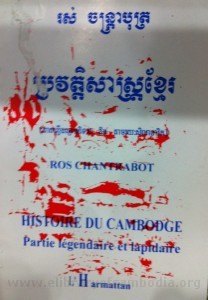 រស់ ចន្ត្រាបុត្រ
ប្រវត្តិសាស្ត្រខ្មែរ
ROS CHANTRABOT
HISTOIRE DU CAMBODGE
Partie légendaire et lapidaire
L'Harmattan